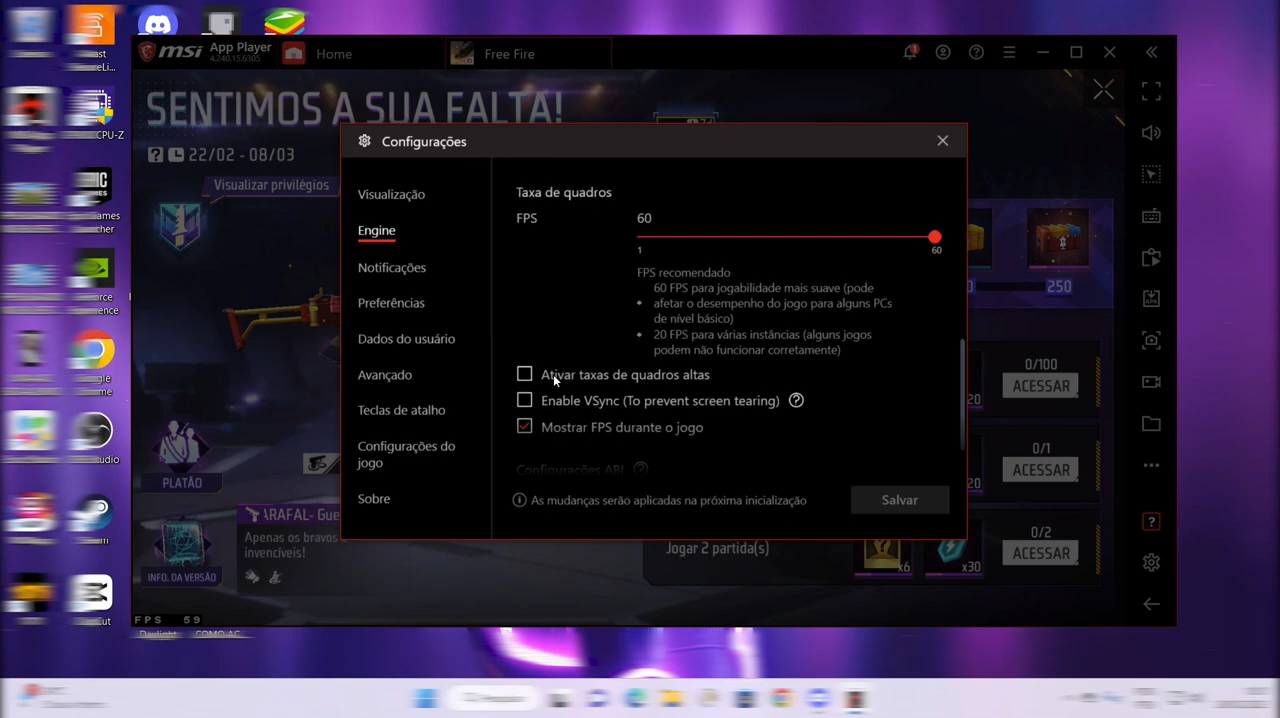 msi App Player
4.240.15.6305
Home
Free Fire
SENTIMOS A SUA FALTA!
22/02 - 08/03
Visualizar privilégios
250
PLATÃO
INFO. DA VERSÃO
Apenas os bravos
invencíveis!
0/100
ACESSAR
0/1
ACESSAR
0/2
ACESSAR
Jogar 2 partida(s)
x6
x30
FPS 59
CPU-Z
Configurações
Visualização
Engine
Notificações
Preferências
Dados do usuário
Avançado
Teclas de atalho
Configurações do
jogo
Sobre
Taxa de quadros
FPS
60
1
60
FPS recomendado
60 FPS para jogabilidade mais suave (pode
• afetar o desempenho do jogo para alguns PCs
de nível básico)
• 20 FPS para várias instâncias (alguns jogos
podem não funcionar corretamente)
Ativar taxas de quadros altas
Enable VSync (To prevent screen tearing)
Mostrar FPS durante o jogo
Configurações ABI
As mudanças serão aplicadas na próxima inicialização
Salvar